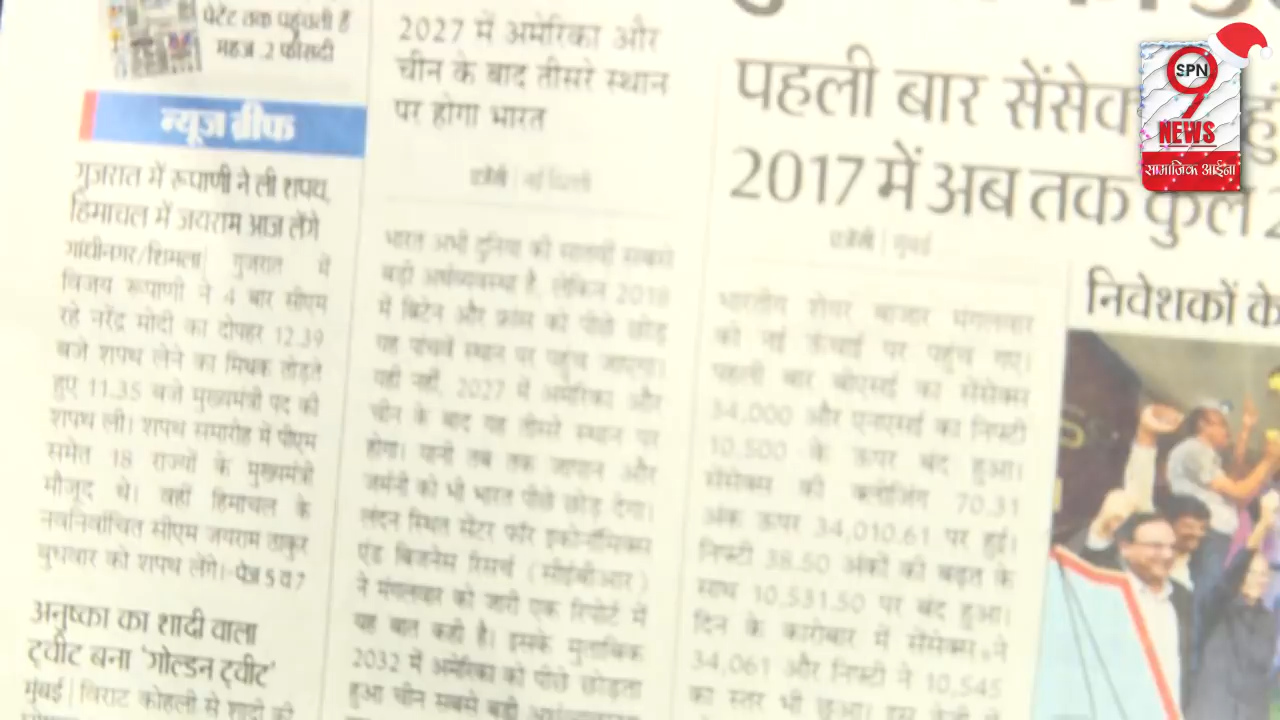 पेटेंट तक पहुंचती हैं
महज .2 फीसदी
न्यूज ब्रीफ
गुजरात में रूपाणी ने ली शपथ,
हिमाचल में जयराम आज लेंगे
गांधीनगर/शिमला| गुजरात में
विजय रूपाणी ने 4 बार सीएम
रहे नरेंद्र मोदी का दोपहर 12.39
बजे शपथ लेने का मिथक तोड़ते
हुए 11.35 बजे मुख्यमंत्री पद की
शपथ ली। शपथ समारोह में पीएम
समेत 18 राज्यों के मुख्यमंत्री
मौजूद थे। वहीं हिमाचल के
नवनिर्वाचित सीएम जयराम ठाकुर
बुधवार को शपथ लेंगे। -पेज 5 व 7
अनुष्का का शादी वाला
ट्वीट बना 'गोल्डन ट्वीट'
मुंबई | विराट कोहली से शादी की
2027 में अमेरिका और
चीन के बाद तीसरे स्थान
पर होगा भारत
एजेंसी | नई दिल्ली
भारत अभी दुनिया की सातवीं सबसे
बड़ी अर्थव्यवस्था है, लेकिन 2018
में ब्रिटेन और फ्रांस को पीछे छोड़
यह पांचवें स्थान पर पहुंच जाएगा।
यही नहीं, 2027 में अमेरिका और
चीन के बाद यह तीसरे स्थान पर
होगा। यानी तब तक जापान और
जर्मनी को भी भारत पीछे छोड़ देगा।
लंदन स्थित सेंटर फॉर इकोनॉमिक्स
एंड बिजनेस रिसर्च (सीईबीआर)
ने मंगलवार को जारी एक रिपोर्ट में
यह बात कही है। इसके मुताबिक
2032 में अमेरिका को पीछे छोड़ता
हुआ चीन सबसे बड़ी अर्थव्यवस्था
पहली बार सेंसेक्स
2017 में अब तक कुल
एजेंसी | मुंबई
भारतीय शेयर बाजार मंगलवार
को नई ऊंचाई पर पहुंच गए।
पहली बार बीएसई का सेंसेक्स
34,000 और एनएसई का निफ्टी
10,500 के ऊपर बंद हुआ।
सेंसेक्स की क्लोजिंग 70.31
अंक ऊपर 34,010.61 पर हुई।
निफ्टी 38.50 अंकों की बढ़त के
साथ 10,531.50 पर बंद हुआ।
दिन के कारोबार में सेंसेक्स ने
34,061 और निफ्टी ने 10,545
का स्तर भी छुआ।
निवेशकों के
SPN
9
NEWS
सामाजिक आईना